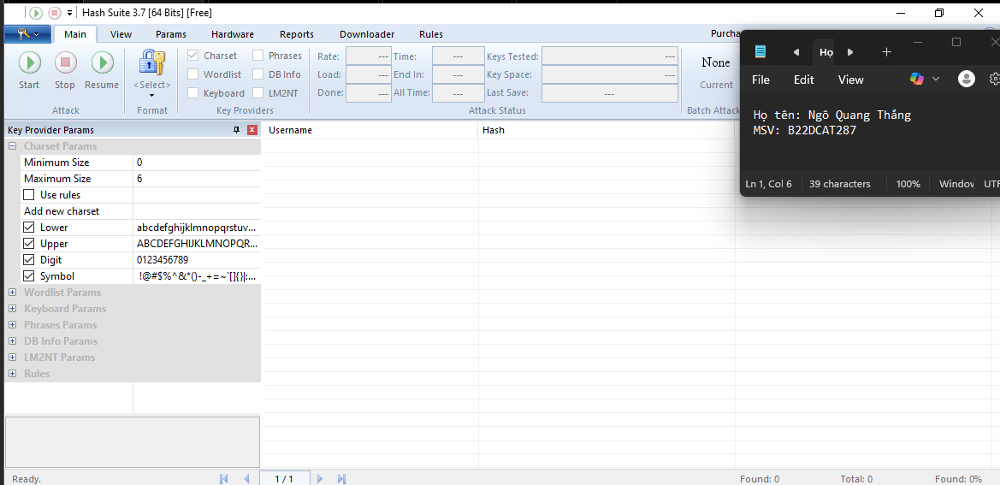 Hash Suite 3.7 [64 Bits] [Free]
Main View Params Hardware Reports Downloader Rules
Start Stop Resume
Attack
<Select>
Format
Charset Phrases
Wordlist DB Info
Keyboard LM2NT
Key Providers
Rate: --- Time: --- Keys Tested: ---
Load: --- End In: --- Key Space: ---
Done: --- All Time: --- Last Save: ---
Attack Status
None
Current
Key Provider Params
Charset Params
Minimum Size 0
Maximum Size 6
Use rules
Add new charset
Lower abcdefghijklmnopqrstuv...
Upper ABCDEFGHIJKLMNOPQR...
Digit 0123456789
Symbol !@#$%^&*()-_+=~`[]{}|:...
Wordlist Params
Keyboard Params
Phrases Params
DB Info Params
LM2NT Params
Rules
Username Hash
Họ
File Edit View
Họ tên: Ngô Quang Thắng
MSV: B22DCAT287
Ln 1, Col 6 39 characters 100%
Ready. 1 / 1 Found: 0 Total: 0 Found: 0%